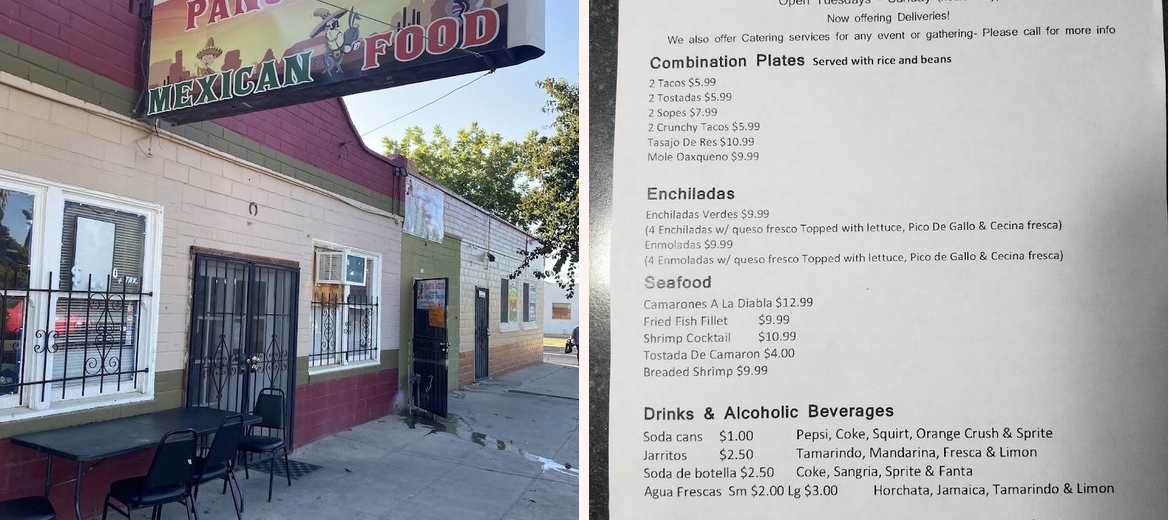 MEXICAN FOOD
Now offering Deliveries!
We also offer Catering services for any event or gathering- Please call for more info
Combination Plates Served with rice and beans
2 Tacos $5.99
2 Tostadas $5.99
2 Sopes $7.99
2 Crunchy Tacos $5.99
Tasajo De Res $10.99
Mole Oaxqueno $9.99
Enchiladas
Enchiladas Verdes $9.99
(4 Enchiladas w/ queso fresco Topped with lettuce, Pico De Gallo & Cecina fresca)
Enmoladas $9.99
(4 Enmoladas w/ queso fresco Topped with lettuce, Pico de Gallo & Cecina fresca)
Seafood
Camarones A La Diabla $12.99
Fried Fish Fillet $9.99
Shrimp Cocktail $10.99
Tostada De Camaron $4.00
Breaded Shrimp $9.99
Drinks & Alcoholic Beverages
Soda cans $1.00 Pepsi, Coke, Squirt, Orange Crush & Sprite
Jarritos $2.50 Tamarindo, Mandarina, Fresca & Limon
Soda de botella $2.50 Coke, Sangria, Sprite & Fanta
Agua Frescas Sm $2.00 Lg $3.00 Horchata, Jamaica, Tamarindo & Limon